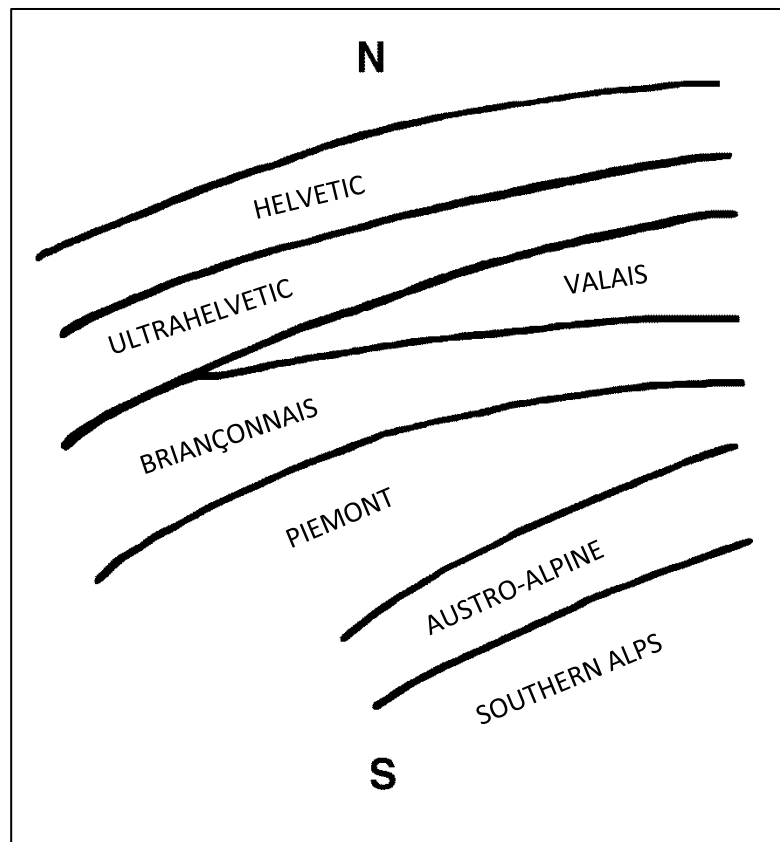 N
HELVETIC
VALAIS
ULTRAHELVETIC
BRIANÇONNAIS
PIEMONT
AUSTRO-ALPINE
SOUTHERN ALPS
S